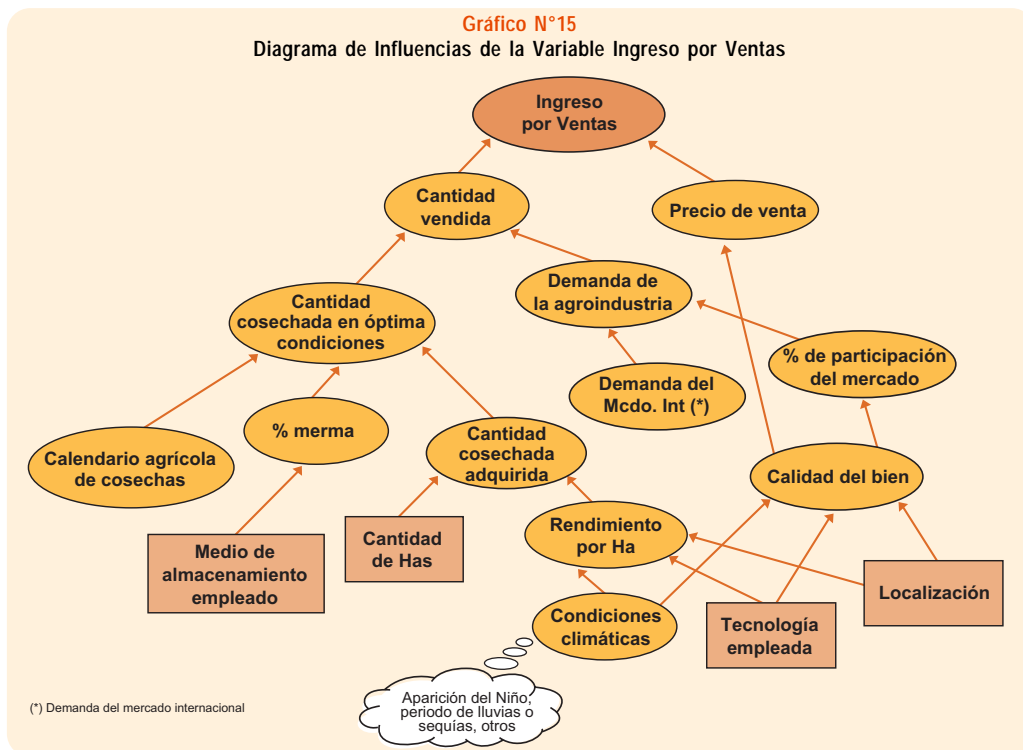 Gráfico N°15
Diagrama de Influencias de la Variable Ingreso por Ventas
Ingreso
por Ventas
Cantidad
vendida
Precio de venta
Cantidad
cosechada en óptima
condiciones
Demanda de
la agroindustria
% de participación
del mercado
Demanda del
Mcdo. Int (*)
Calendario agrícola
de cosechas
% merma
Cantidad
cosechada
adquirida
Calidad del bien
Medio de
almacenamiento
empleado
Cantidad
de Has
Rendimiento
por Ha
Localización
Condiciones
climáticas
Tecnología
empleada
Aparición del Niño,
periodo de lluvias o
sequías, otros
(*) Demanda del mercado internacional